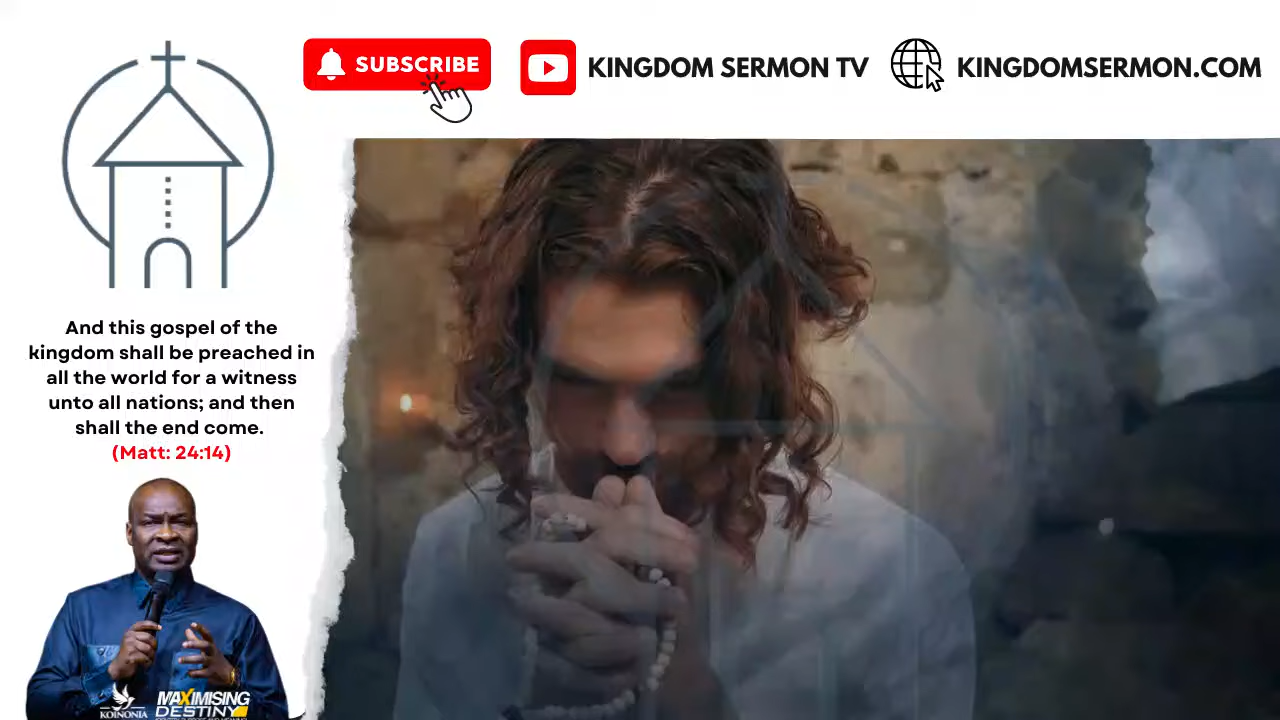 SUBSCRIBE
KINGDOM SERMON TV
KINGDOMSERMON.COM
And this gospel of the
kingdom shall be preached in
all the world for a witness
unto all nations; and then
shall the end come.
(Matt: 24:14)
KOINONIA
MAXIMISING
DESTINY